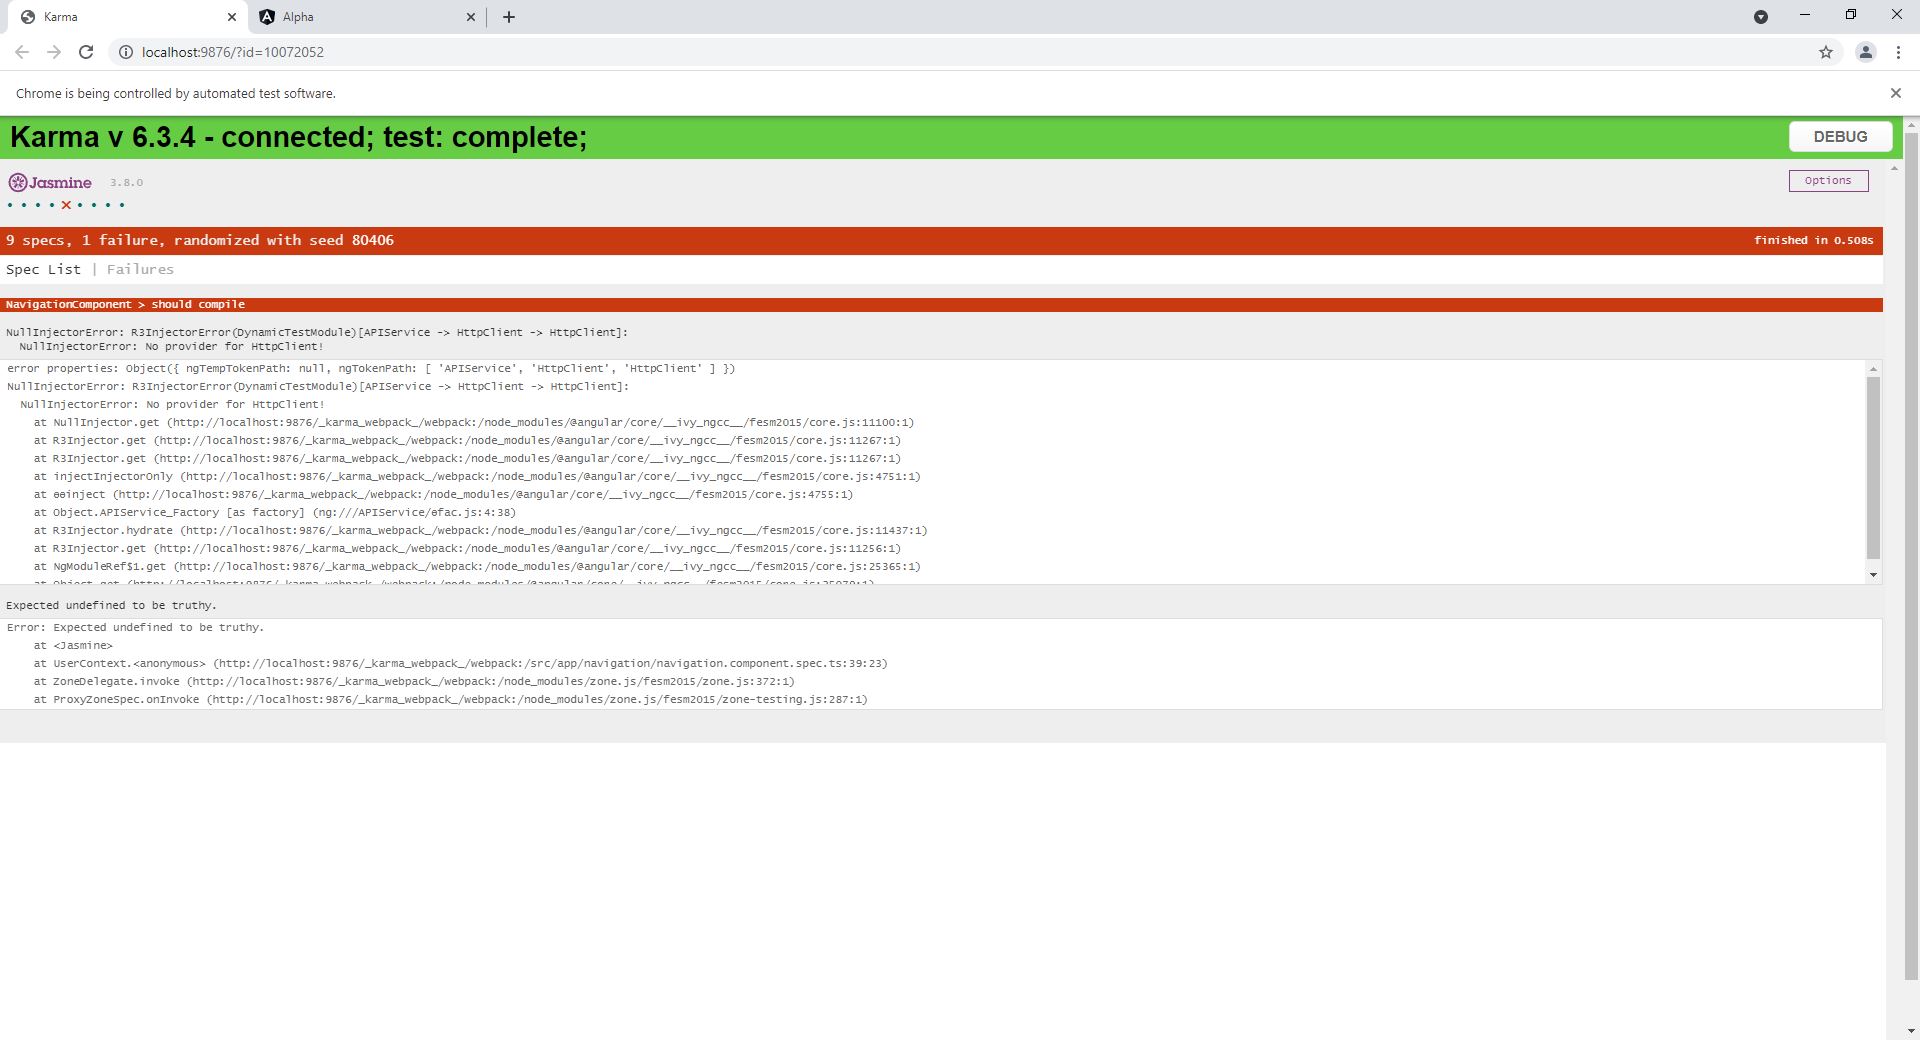 Karma
Alpha
localhost:9876/?id=10072052
Chrome is being controlled by automated test software.
Karma v 6.3.4 - connected; test: complete;
DEBUG
Jasmine 3.8.0
Options
9 specs, 1 failure, randomized with seed 80406
finished in 0.508s
Spec List | Failures
NavigationComponent > should compile
NullInjectorError: R3InjectorError(DynamicTestModule)[APIService -> HttpClient -> HttpClient]:
NullInjectorError: No provider for HttpClient!
error properties: Object({ ngTempTokenPath: null, ngTokenPath: [ 'APIService', 'HttpClient', 'HttpClient' ] })
NullInjectorError: R3InjectorError(DynamicTestModule)[APIService -> HttpClient -> HttpClient]:
NullInjectorError: No provider for HttpClient!
at NullInjector.get (http://localhost:9876/_karma_webpack_/webpack:/node_modules/@angular/core/__ivy_ngcc__/fesm2015/core.js:11100:1)
at R3Injector.get (http://localhost:9876/_karma_webpack_/webpack:/node_modules/@angular/core/__ivy_ngcc__/fesm2015/core.js:11267:1)
at R3Injector.get (http://localhost:9876/_karma_webpack_/webpack:/node_modules/@angular/core/__ivy_ngcc__/fesm2015/core.js:11267:1)
at injectInjectorOnly (http://localhost:9876/_karma_webpack_/webpack:/node_modules/@angular/core/__ivy_ngcc__/fesm2015/core.js:4751:1)
at ɵɵinject (http://localhost:9876/_karma_webpack_/webpack:/node_modules/@angular/core/__ivy_ngcc__/fesm2015/core.js:4755:1)
at Object.APIService_Factory [as factory] (ng:///APIService/ɵfac.js:4:38)
at R3Injector.hydrate (http://localhost:9876/_karma_webpack_/webpack:/node_modules/@angular/core/__ivy_ngcc__/fesm2015/core.js:11437:1)
at R3Injector.get (http://localhost:9876/_karma_webpack_/webpack:/node_modules/@angular/core/__ivy_ngcc__/fesm2015/core.js:11256:1)
at NgModuleRef$1.get (http://localhost:9876/_karma_webpack_/webpack:/node_modules/@angular/core/__ivy_ngcc__/fesm2015/core.js:25365:1)
Expected undefined to be truthy.
Error: Expected undefined to be truthy.
at <Jasmine>
at UserContext.<anonymous> (http://localhost:9876/_karma_webpack_/webpack:/src/app/navigation/navigation.component.spec.ts:39:23)
at ZoneDelegate.invoke (http://localhost:9876/_karma_webpack_/webpack:/node_modules/zone.js/fesm2015/zone.js:372:1)
at ProxyZoneSpec.onInvoke (http://localhost:9876/_karma_webpack_/webpack:/node_modules/zone.js/fesm2015/zone-testing.js:287:1)